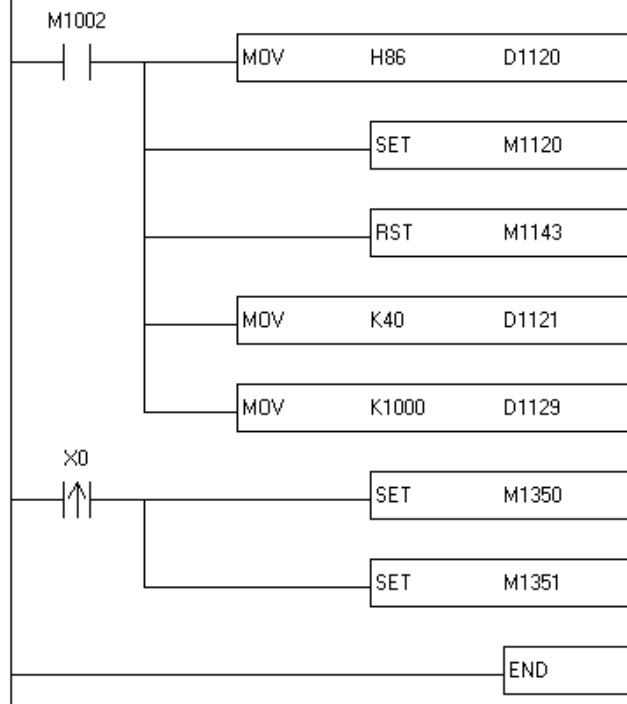 M1002
MOV H86 D1120
SET M1120
RST M1143
MOV K40 D1121
MOV K1000 D1129
X0
SET M1350
SET M1351
END